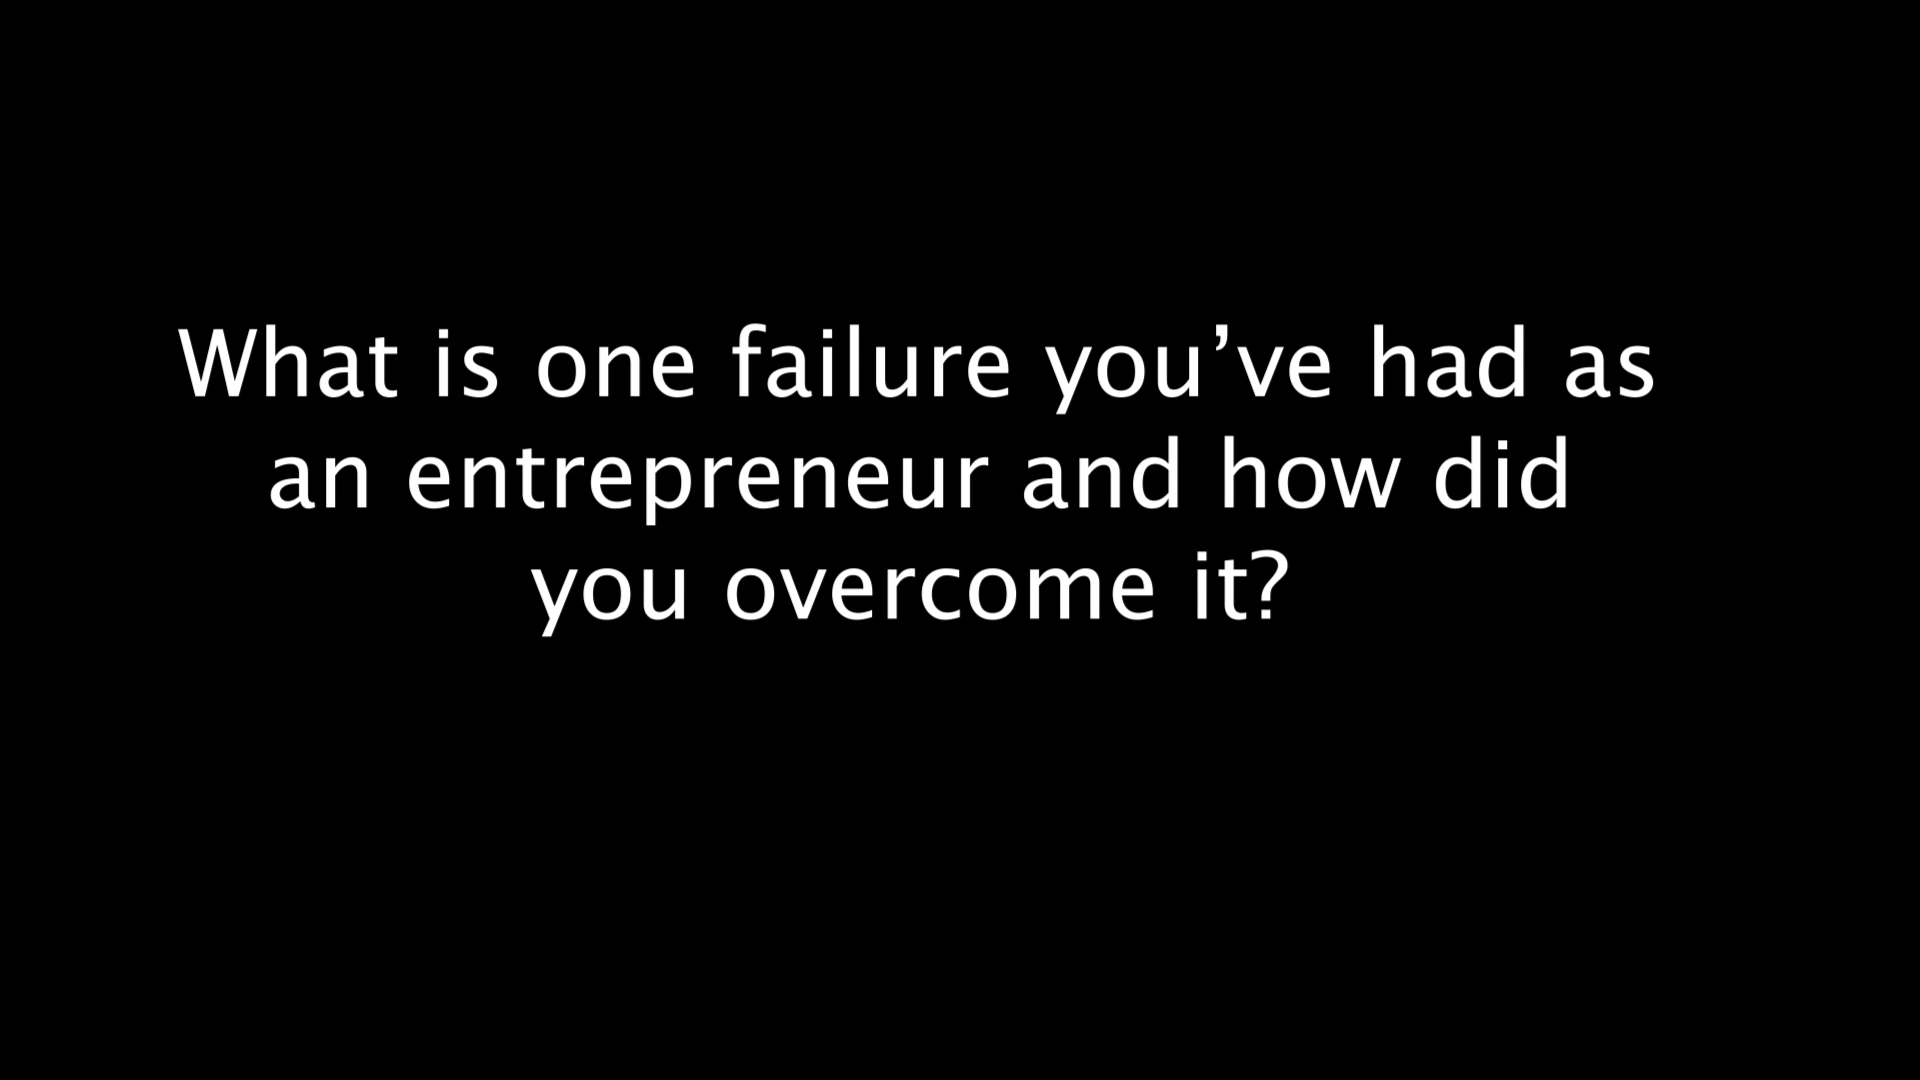 What is one failure you’ve had as
an entrepreneur and how did
you overcome it?